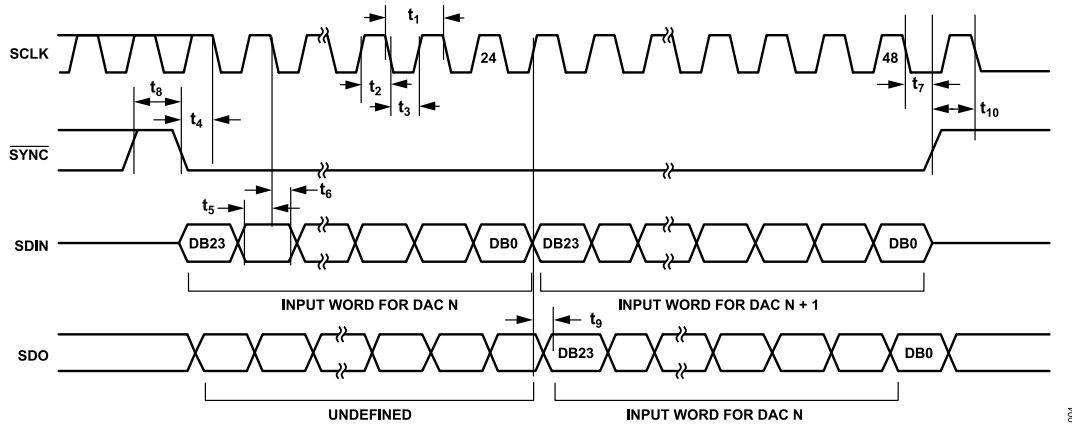 t1
SCLK
24
48
t2
t3
t7
t8
t4
t10
SYNC
t6
t5
SDIN
DB23
DB0
DB23
DB0
INPUT WORD FOR DAC N
INPUT WORD FOR DAC N + 1
t9
SDO
DB23
DB0
UNDEFINED
INPUT WORD FOR DAC N
004